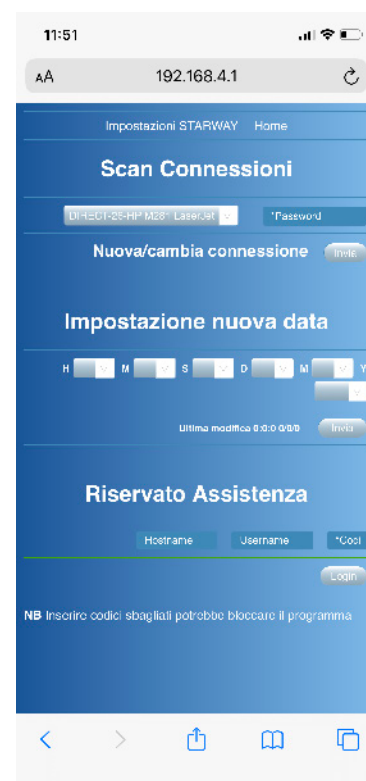 11:51
AA 192.168.4.1
Impostazioni STARWAY Home
Scan Connessioni
DIRECT-26-HP M281 LaserJet *Password
Nuova/cambia connessione Invia
Impostazione nuova data
H M S D M Y
Ultima modifica 0:0:0 0/0/0 Invia
Riservato Assistenza
Hostname Username *Codi
Login
NB Inserire codici sbagliati potrebbe bloccare il programma